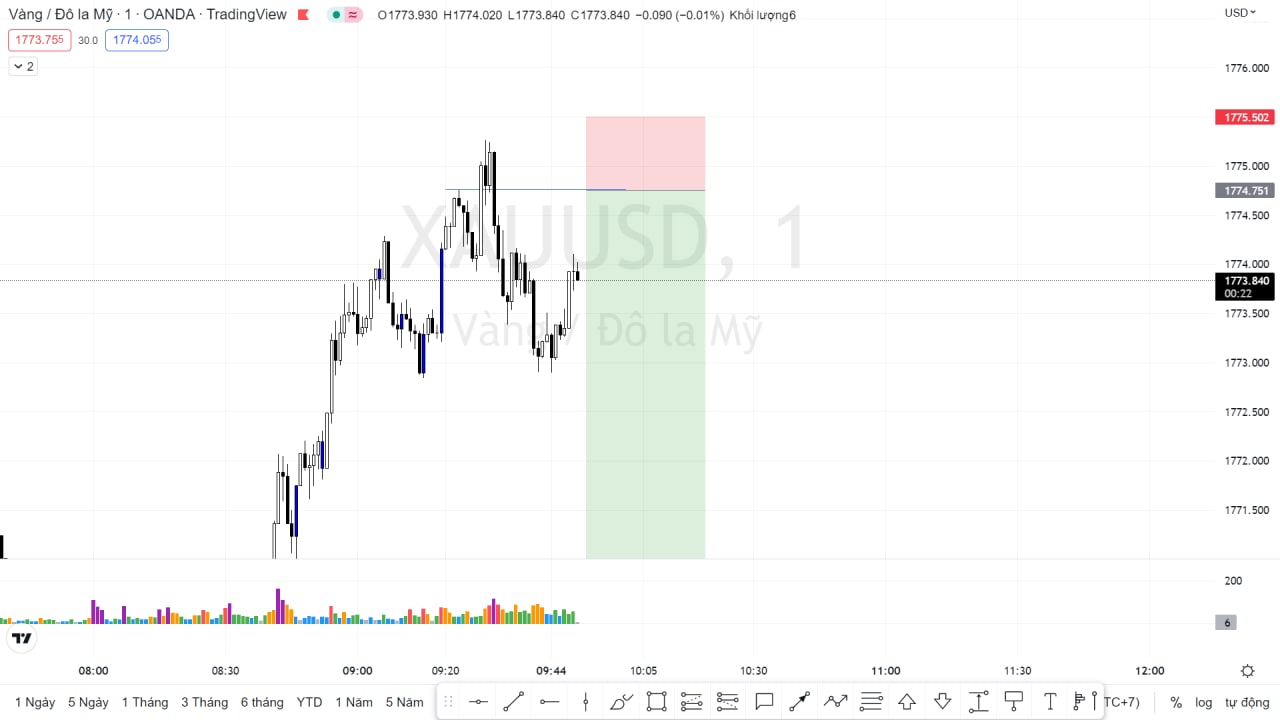 Vàng / Đô la Mỹ · 1 · OANDA · TradingView O1773.930 H1774.020 L1773.840 C1773.840 −0.090 (−0.01%) Khối lượng6
USD
1773.755 30.0 1774.055
2
1776.000
1775.502
1775.000
1774.751
1774.500
1774.000
1773.840
00:22
1773.500
1773.000
1772.500
1772.000
1771.500
XAUUSD, 1
Vàng / Đô la Mỹ
200
6
08:00 08:30 09:00 09:20 09:44 10:05 10:30 11:00 11:30 12:00
1 Ngày 5 Ngày 1 Tháng 3 Tháng 6 tháng YTD 1 Năm 5 Năm T TC+7) % log tự động